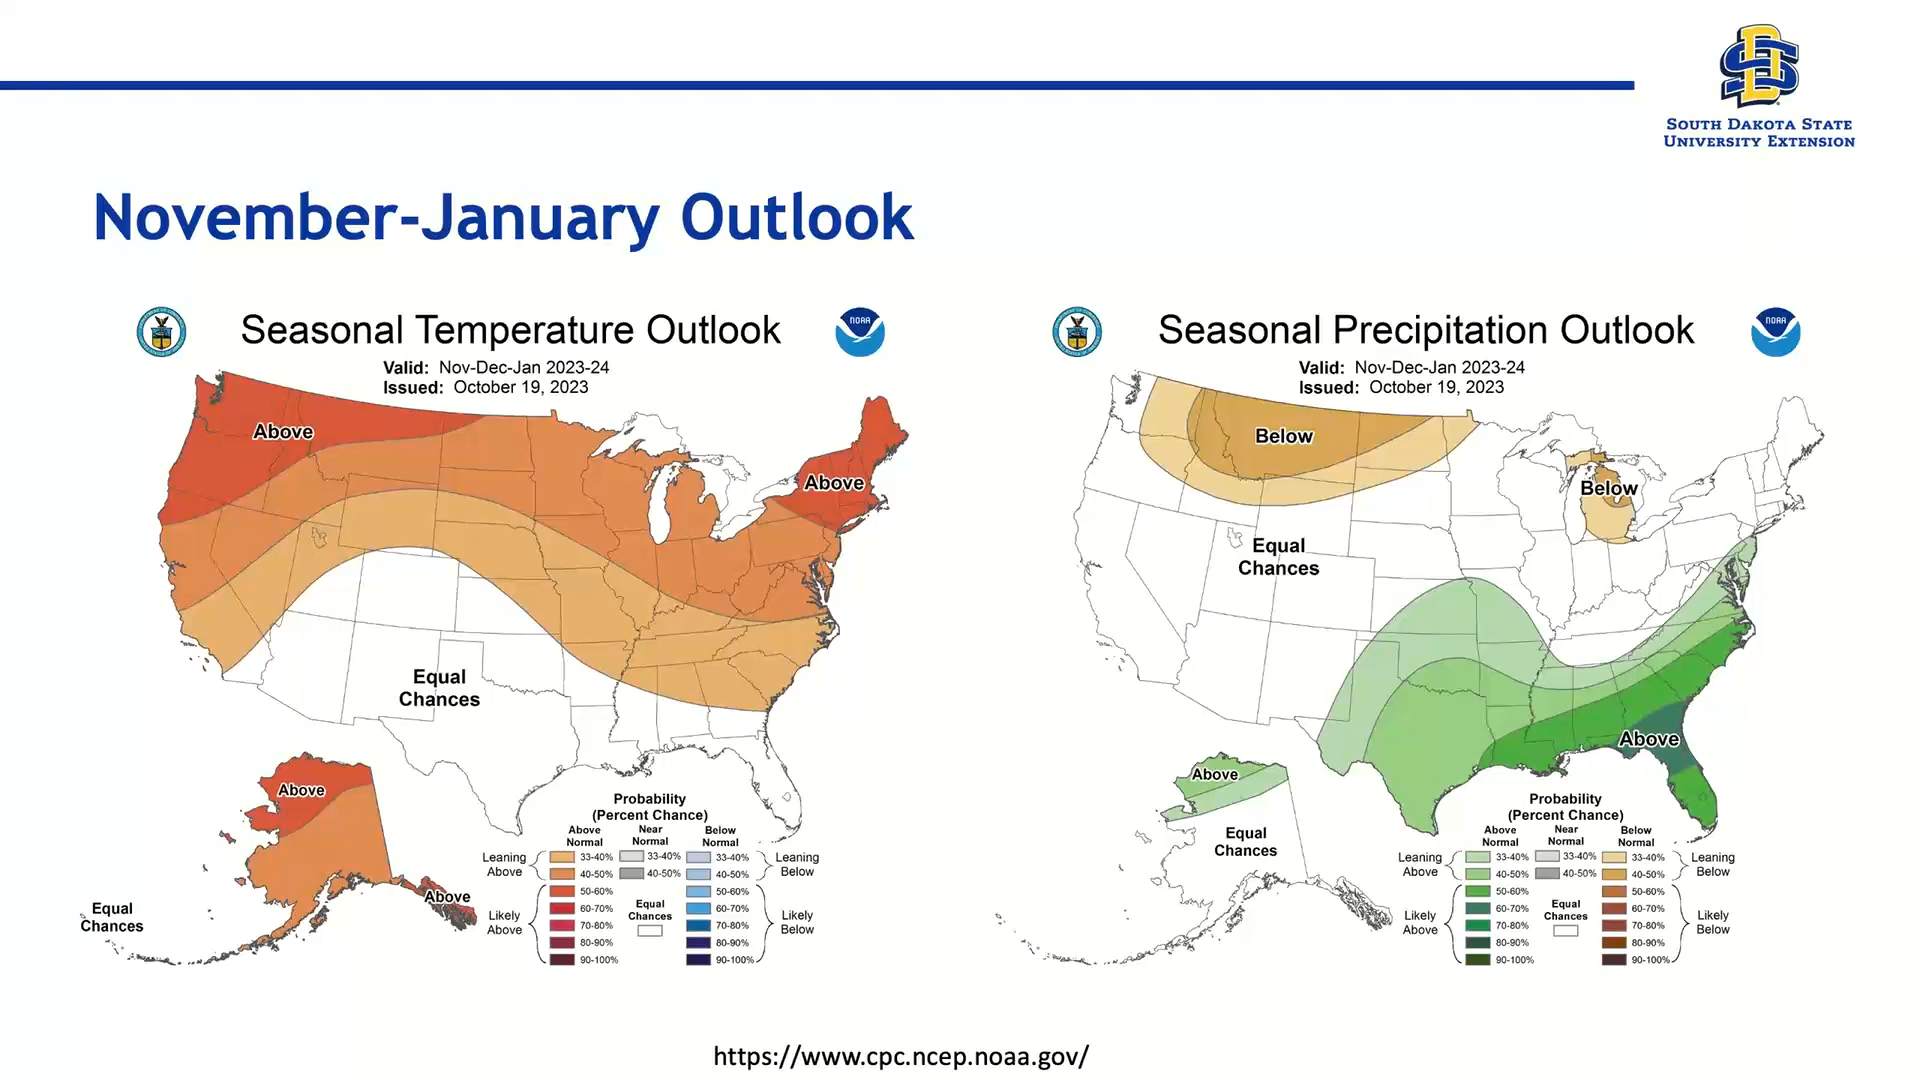 SOUTH DAKOTA STATE
UNIVERSITY EXTENSION
November-January Outlook
NOAA
Seasonal Temperature Outlook
Valid: Nov-Dec-Jan 2023-24
Issued: October 19, 2023
Above
Above
Equal
Chances
Above
Above
Equal
Chances
Probability
(Percent Chance)
Above
Normal
Near
Normal
Below
Normal
Leaning
Above
33-40%
33-40%
33-40%
Leaning
Below
40-50%
40-50%
40-50%
50-60%
50-60%
Likely
Above
60-70%
Equal
Chances
60-70%
Likely
Below
70-80%
70-80%
80-90%
80-90%
90-100%
90-100%
NOAA
Seasonal Precipitation Outlook
Valid: Nov-Dec-Jan 2023-24
Issued: October 19, 2023
Below
Below
Equal
Chances
Above
Above
Equal
Chances
Probability
(Percent Chance)
Above
Normal
Near
Normal
Below
Normal
Leaning
Above
33-40%
33-40%
33-40%
Leaning
Below
40-50%
40-50%
40-50%
50-60%
50-60%
Likely
Above
60-70%
Equal
Chances
60-70%
Likely
Below
70-80%
70-80%
80-90%
80-90%
90-100%
90-100%
https://www.cpc.ncep.noaa.gov/